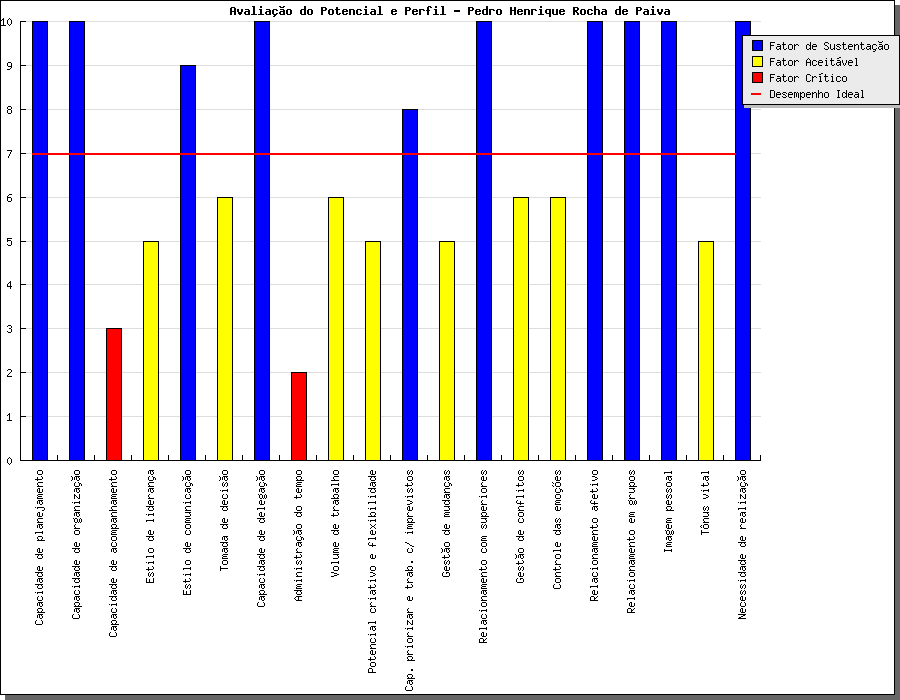 Avaliação do Potencial e Perfil - Pedro Henrique Rocha de Paiva
Fator de Sustentação
Fator Aceitável
Fator Crítico
Desempenho Ideal
10
9
8
7
6
5
4
3
2
1
0
Capacidade de planejamento
Capacidade de organização
Capacidade de acompanhamento
Estilo de liderança
Estilo de comunicação
Tomada de decisão
Capacidade de delegação
Administração do tempo
Volume de trabalho
Potencial criativo e flexibilidade
Cap. priorizar e trab. c/ imprevistos
Gestão de mudanças
Relacionamento com superiores
Gestão de conflitos
Controle das emoções
Relacionamento afetivo
Relacionamento em grupos
Imagem pessoal
Tônus vital
Necessidade de realização